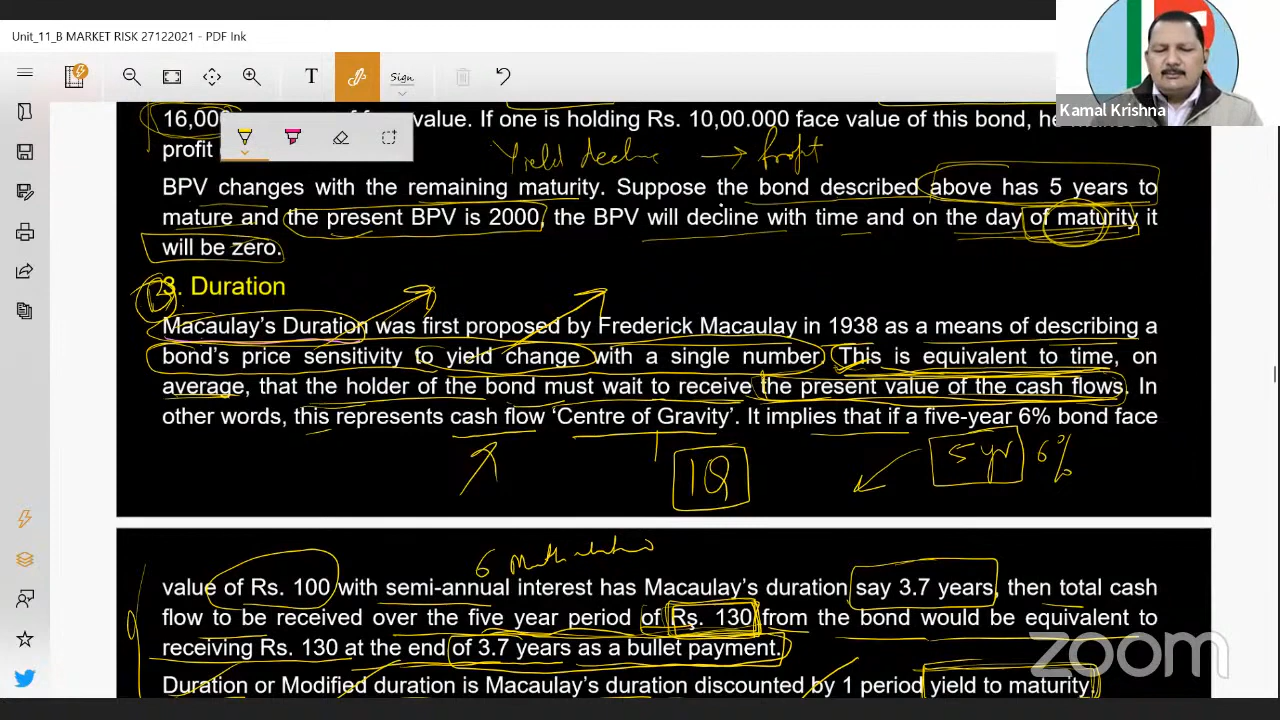 Unit_11_B MARKET RISK 27122021 - PDF Ink
T
Sign
Kamal Krishna
16,000 value. If one is holding Rs. 10,00.000 face value of this bond, he
profit
Yield decline → Profit
BPV changes with the remaining maturity. Suppose the bond described above has 5 years to
mature and the present BPV is 2000, the BPV will decline with time and on the day of maturity it
will be zero.
3. Duration
Macaulay's Duration was first proposed by Frederick Macaulay in 1938 as a means of describing a
bond's price sensitivity to yield change with a single number. This is equivalent to time, on
average, that the holder of the bond must wait to receive the present value of the cash flows. In
other words, this represents cash flow ‘Centre of Gravity’. It implies that if a five-year 6% bond face
1Q
5 yr 6%
6
value of Rs. 100 with semi-annual interest has Macaulay's duration say 3.7 years, then total cash
flow to be received over the five year period of Rs. 130 from the bond would be equivalent to
receiving Rs. 130 at the end of 3.7 years as a bullet payment.
Duration or Modified duration is Macaulay's duration discounted by 1 period yield to maturity.
zoom